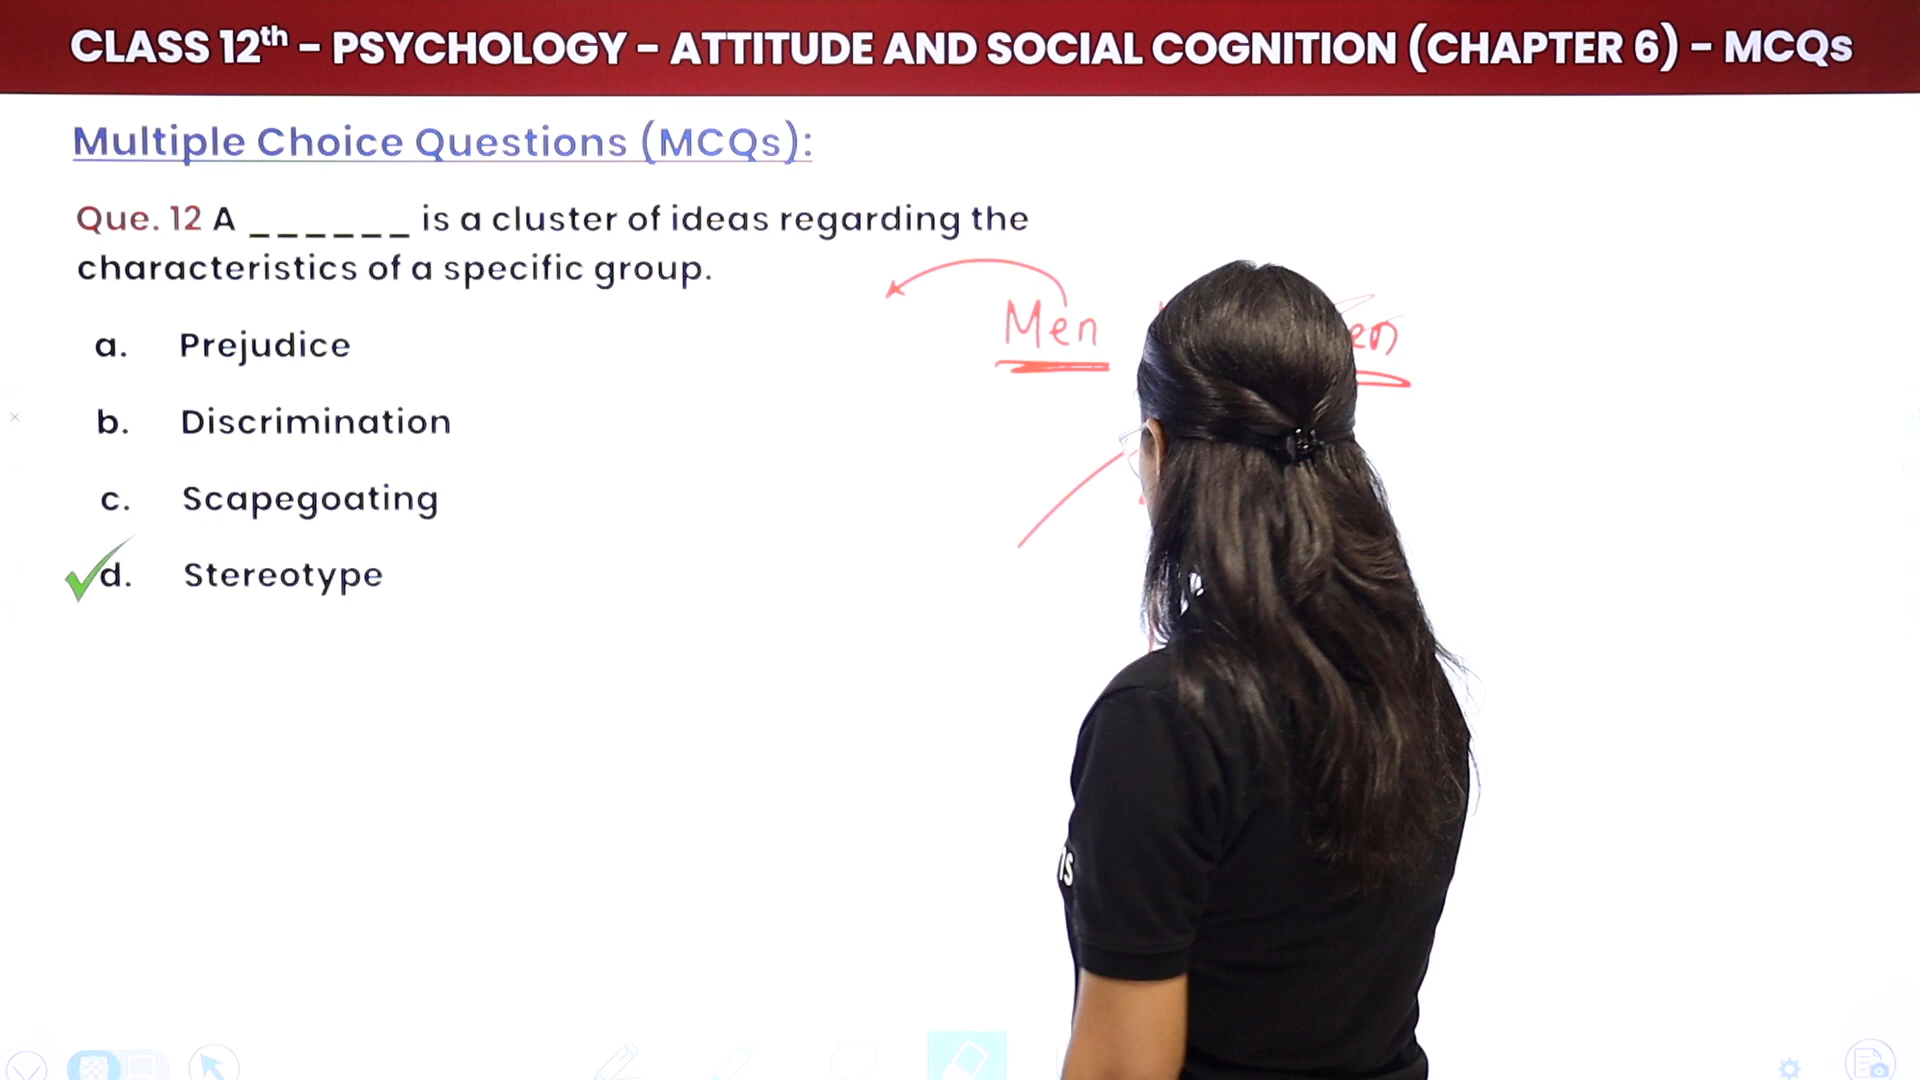 CLASS 12th – PSYCHOLOGY – ATTITUDE AND SOCIAL COGNITION (CHAPTER 6) – MCQs
Multiple Choice Questions (MCQs):
Que. 12 A _ _ _ _ _ _ is a cluster of ideas regarding the
characteristics of a specific group.
Men
a. Prejudice
b. Discrimination
c. Scapegoating
d. Stereotype